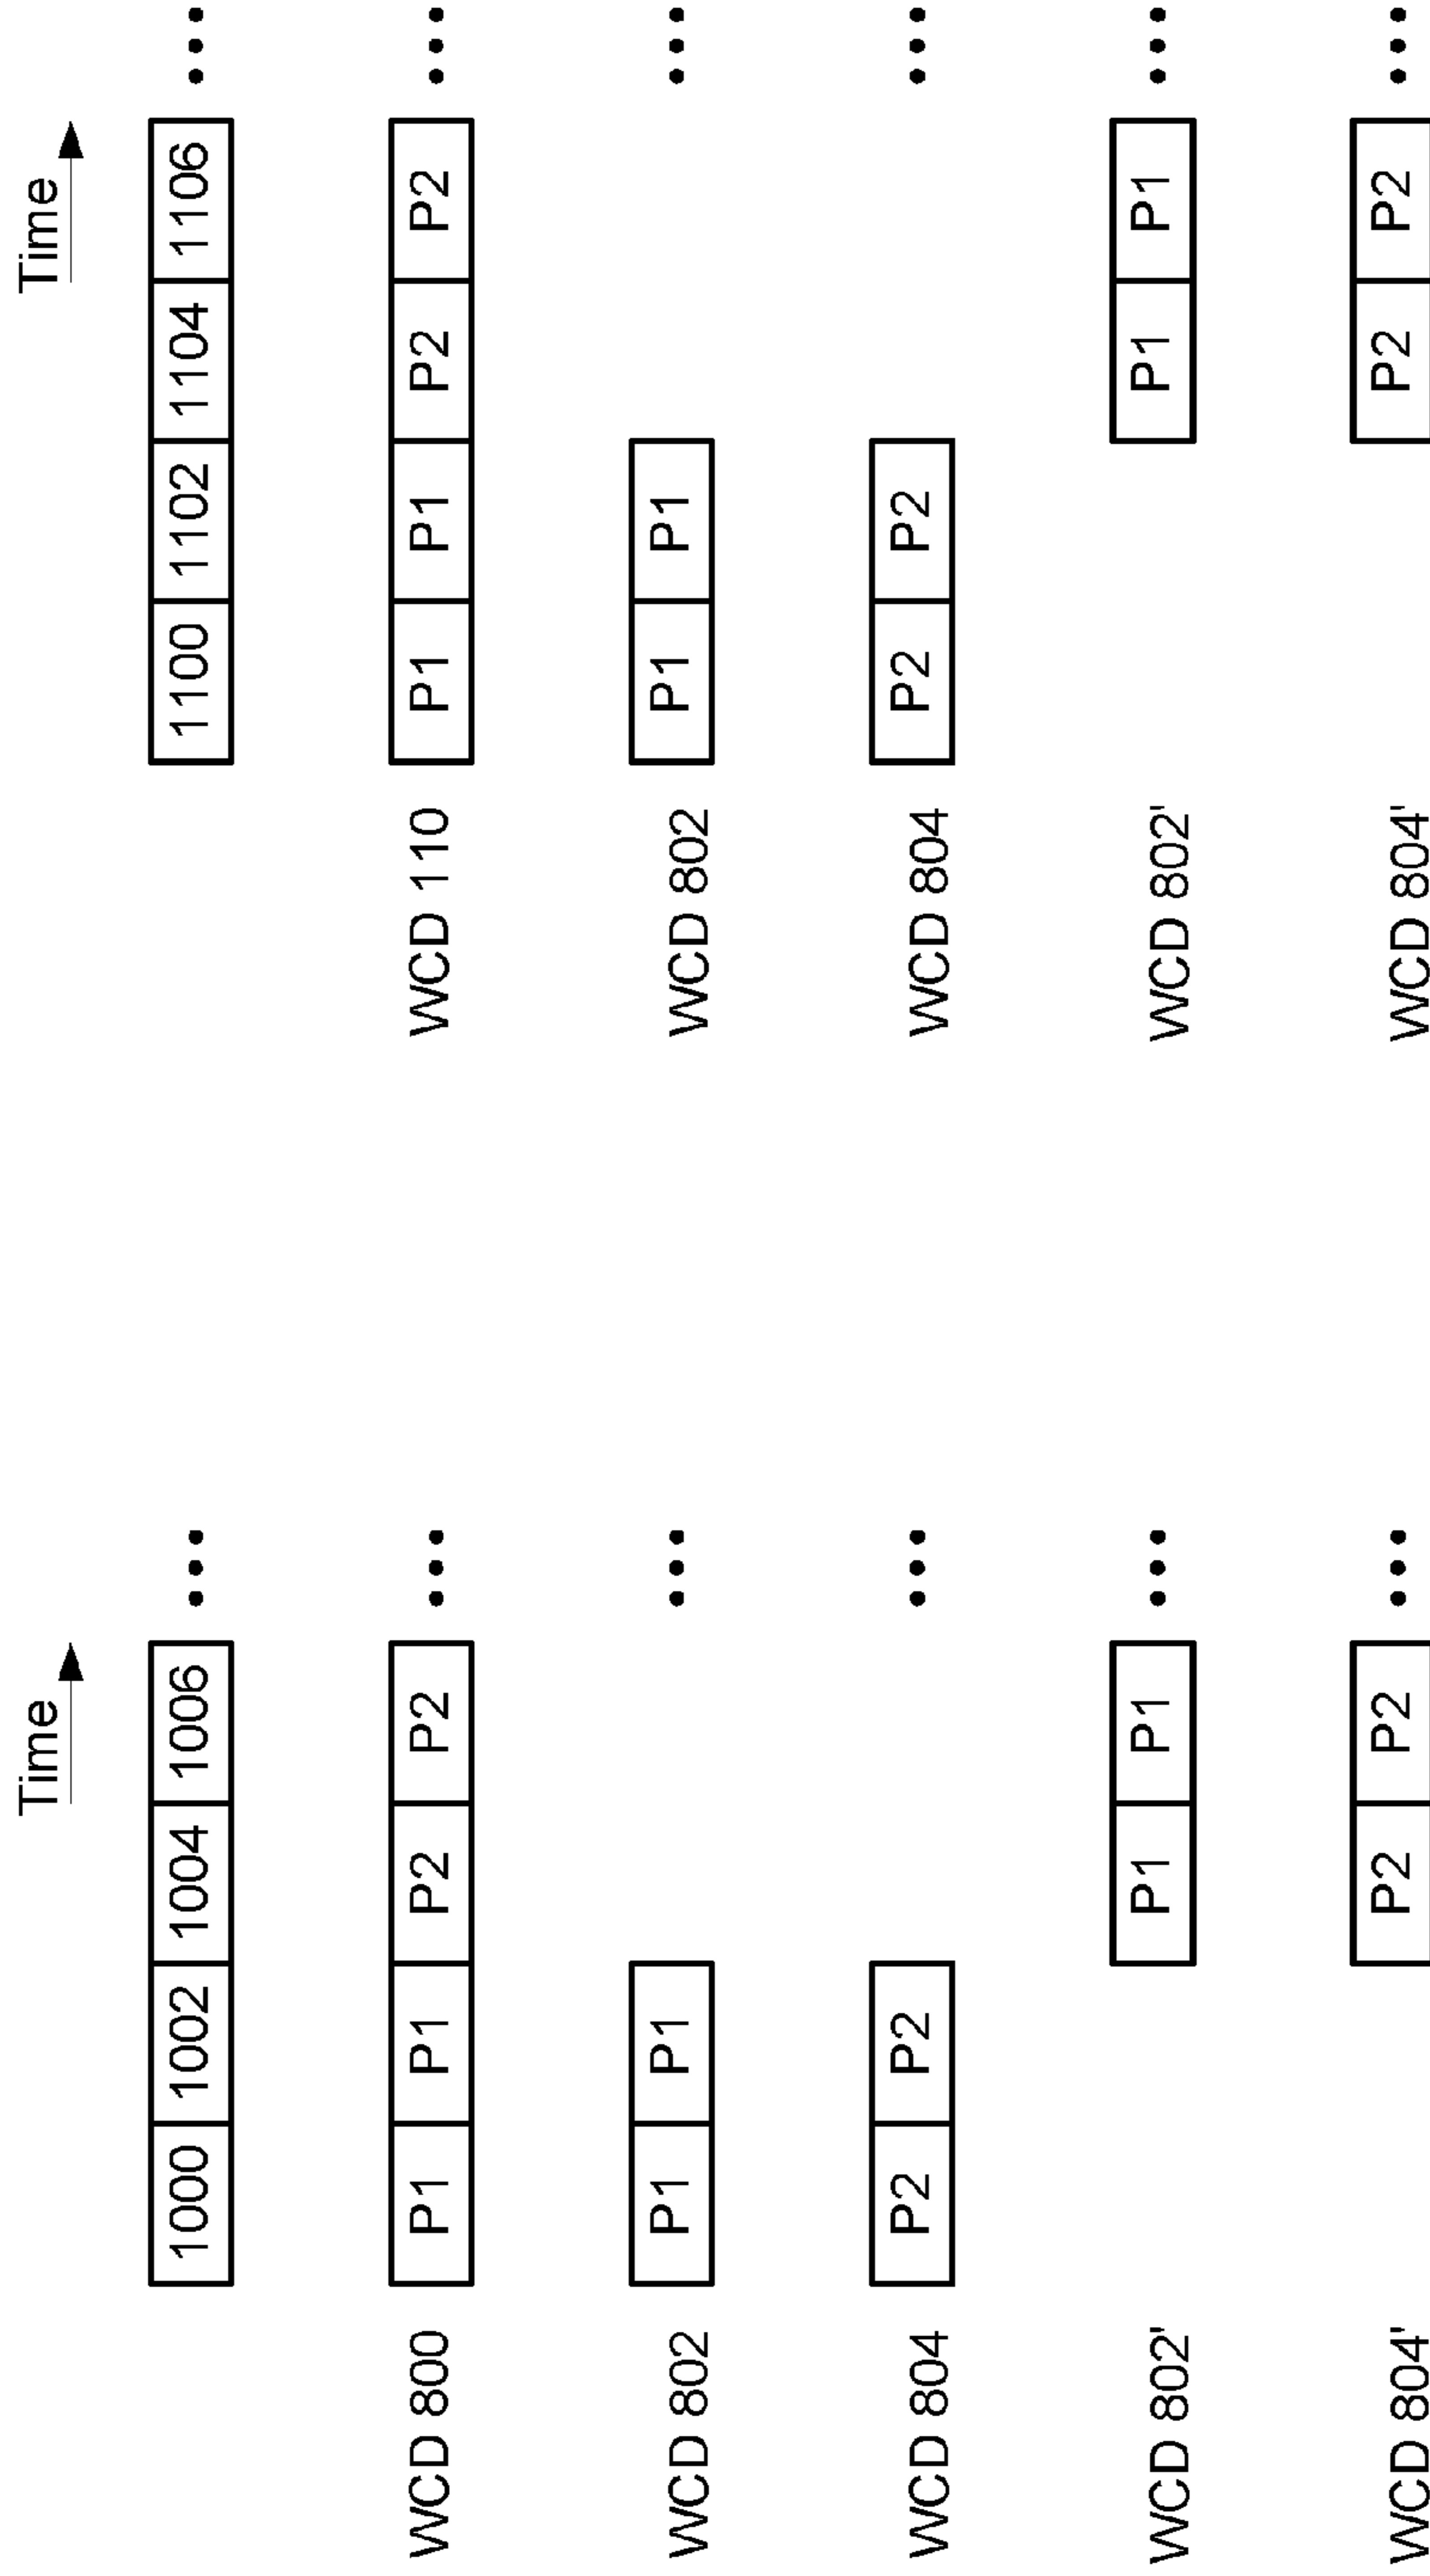 Time
1000 1002 1004 1006 •••
WCD 800 P1 P1 P2 P2 •••
WCD 802 P1 P1 •••
WCD 804 P2 P2 •••
WCD 802' P1 P1 •••
WCD 804' P2 P2 •••
Time
1100 1102 1104 1106 •••
WCD 110 P1 P1 P2 P2 •••
WCD 802 P1 P1 •••
WCD 804 P2 P2 •••
WCD 802' P1 P1 •••
WCD 804' P2 P2 •••